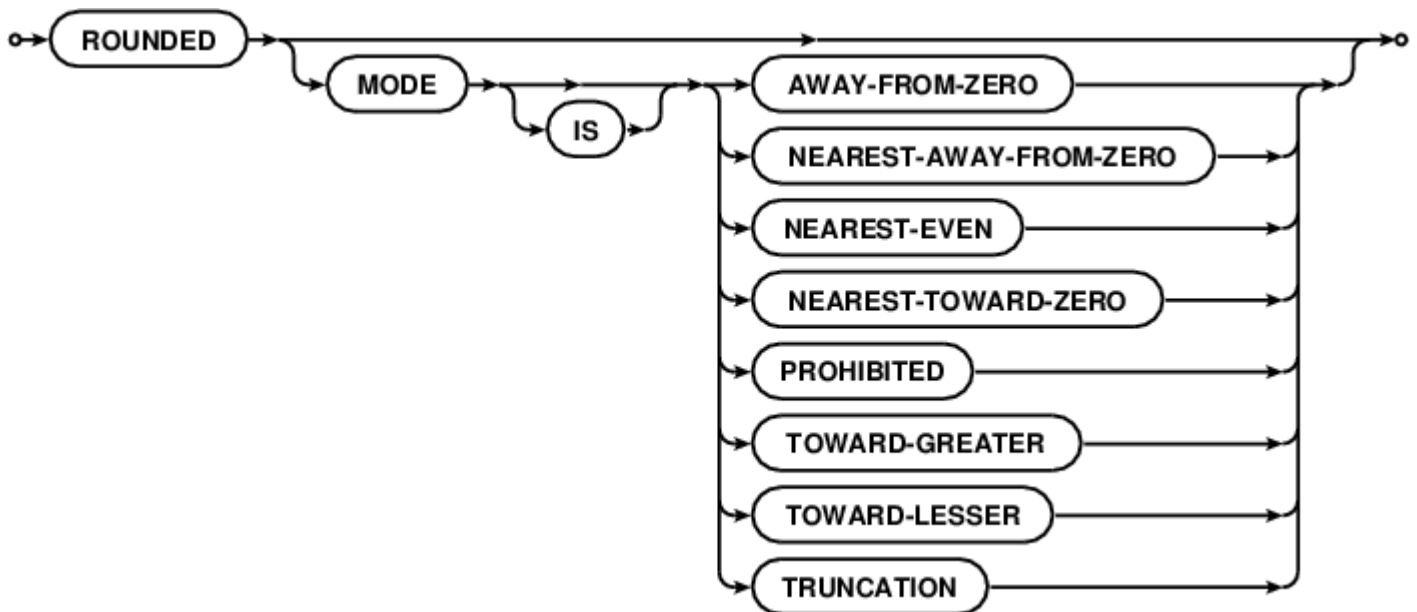 ROUNDED
MODE
IS
AWAY-FROM-ZERO
NEAREST-AWAY-FROM-ZERO
NEAREST-EVEN
NEAREST-TOWARD-ZERO
PROHIBITED
TOWARD-GREATER
TOWARD-LESSER
TRUNCATION